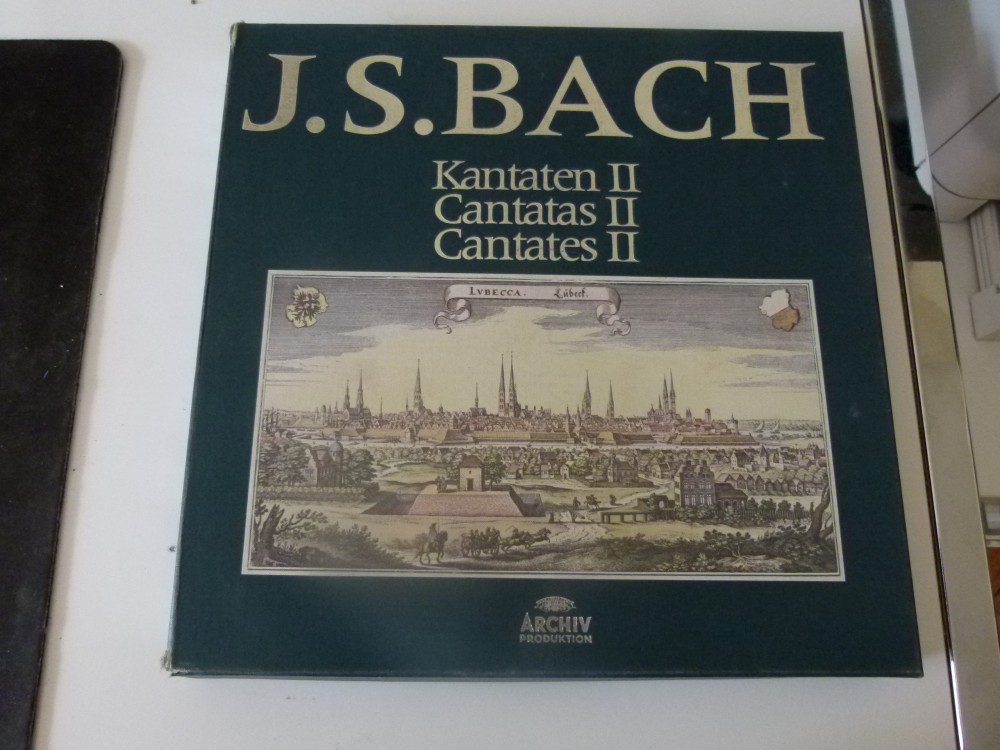 J.S.BACH
Kantaten II
Cantatas II
Cantates II
LVBECCA. Lübeck.
ARCHIV
PRODUKTION